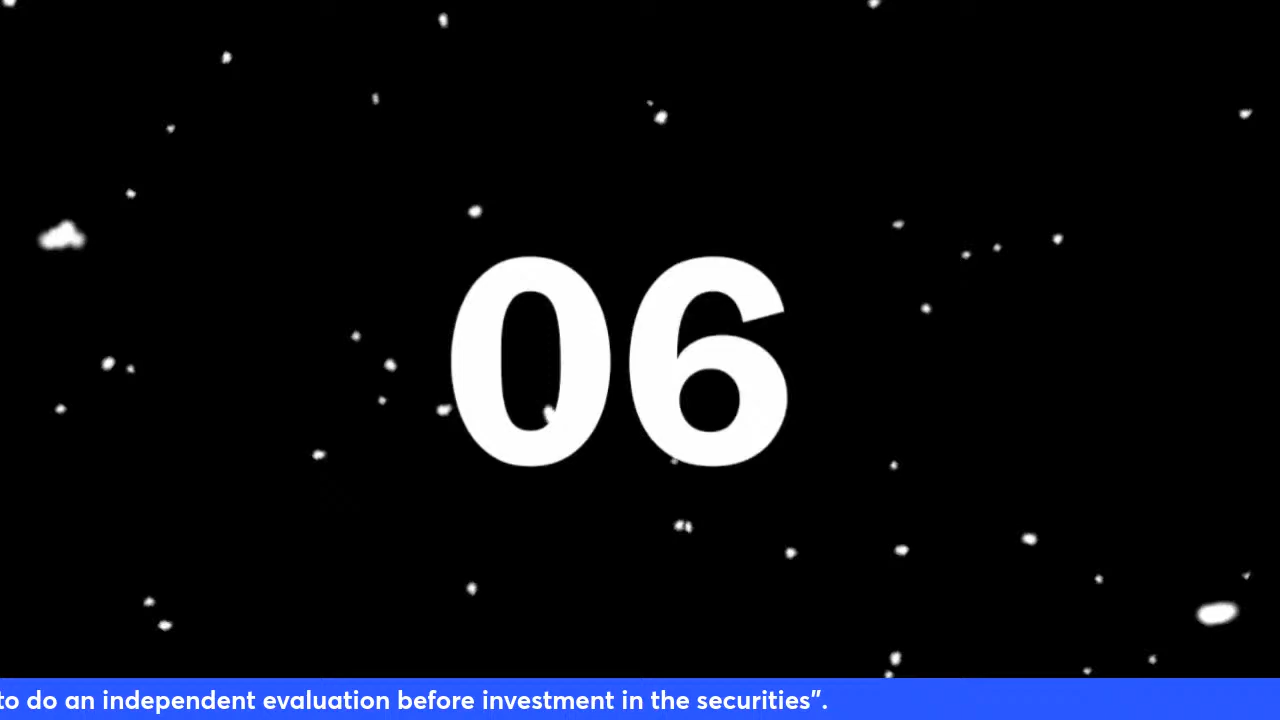 06
to do an independent evaluation before investment in the securities”.